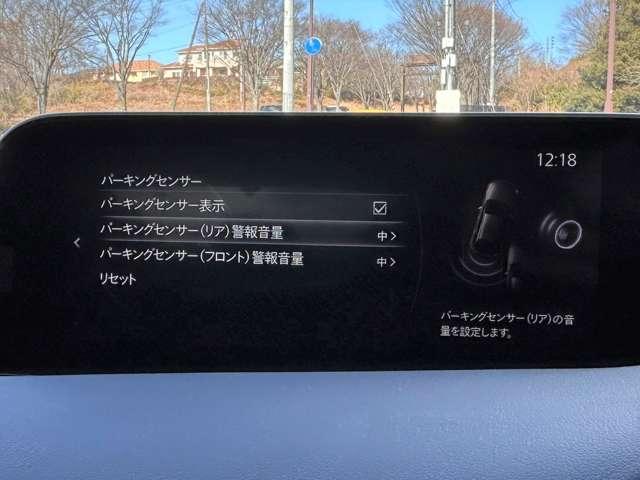 12:18
パーキングセンサー
パーキングセンサー表示
パーキングセンサー(リア)警報音量 中
パーキングセンサー(フロント)警報音量 中
リセット
パーキングセンサー(リア)の音
量を設定します。